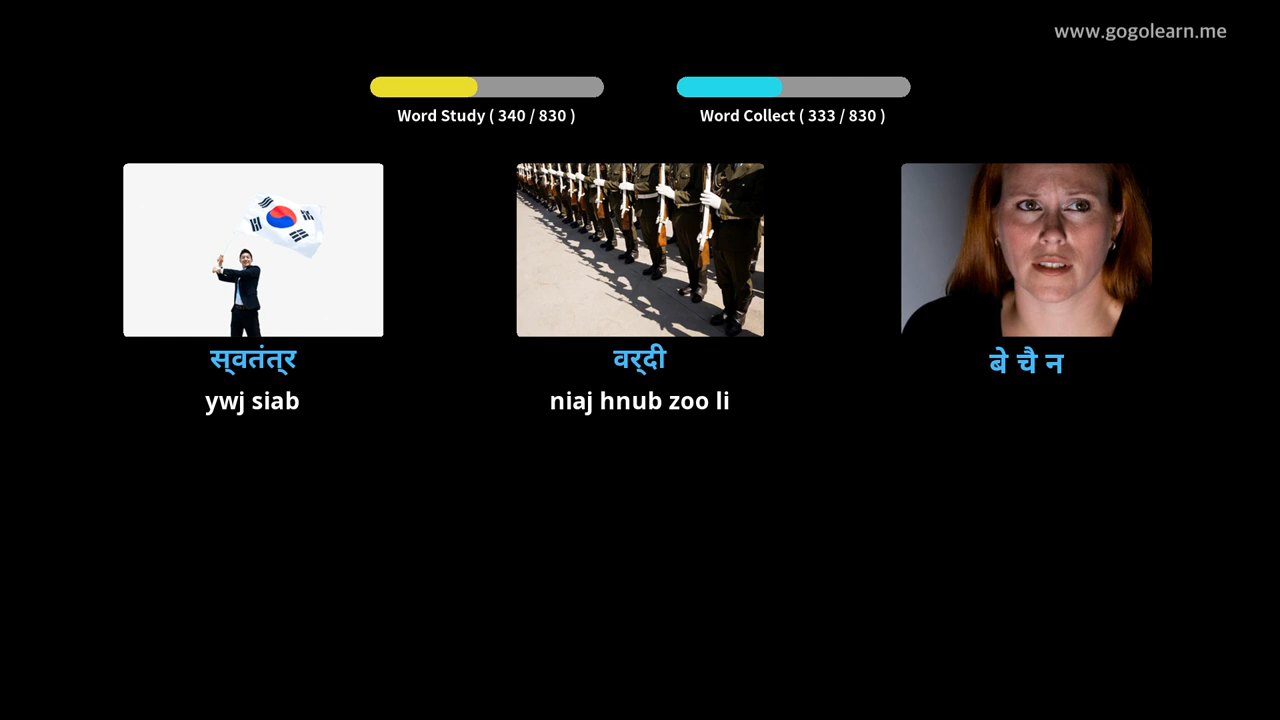 www.gogolearn.me
Word Study ( 340 / 830 )
Word Collect ( 333 / 830 )
स्‌वतंत्‌र
ywj siab
वर्‌दी
niaj hnub zoo li
बे चै न